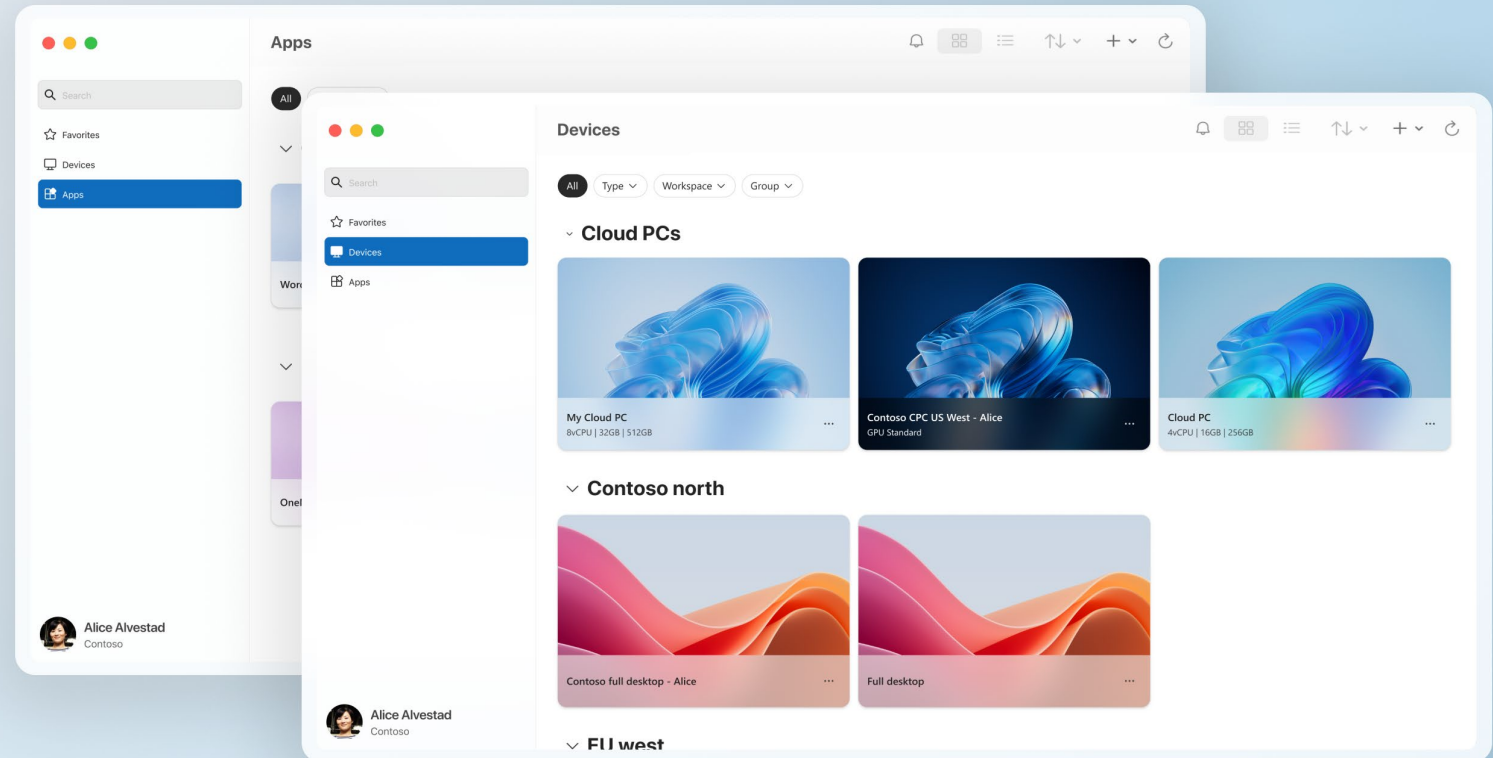 Apps
Search
Favorites
Devices
Apps
All
Alice Alvestad
Contoso
Devices
Search
Favorites
Devices
Apps
Alice Alvestad
Contoso
All Type Workspace Group
Cloud PCs
My Cloud PC
8vCPU | 32GB | 512GB
Contoso CPC US West - Alice
GPU Standard
Cloud PC
4vCPU | 16GB | 256GB
Contoso north
Contoso full desktop - Alice
Full desktop
EU west